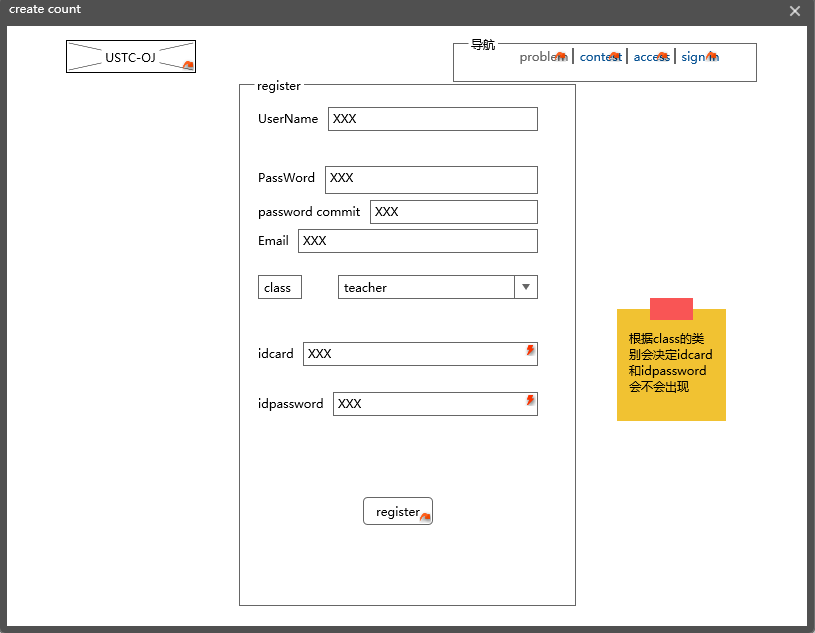 create count
USTC-OJ
导航
problem | contest | access | sign in
register
UserName XXX
PassWord XXX
password commit XXX
Email XXX
class teacher
idcard XXX
idpassword XXX
register
根据class的类
别会决定idcard
和idpassword
会不会出现